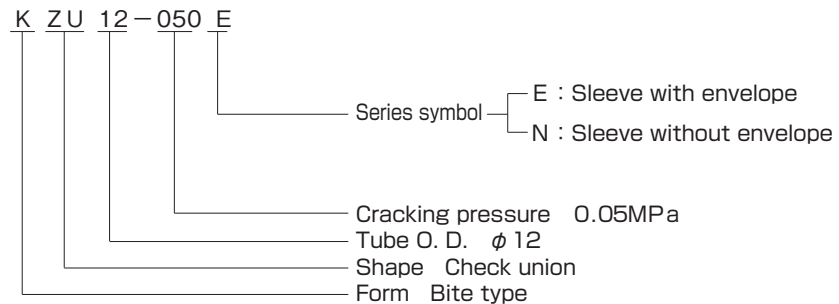 K ZU 12－050 E
E：Sleeve with envelope
Series symbol
N：Sleeve without envelope
Cracking pressure 0.05MPa
Tube O. D. φ12
Shape Check union
Form Bite type